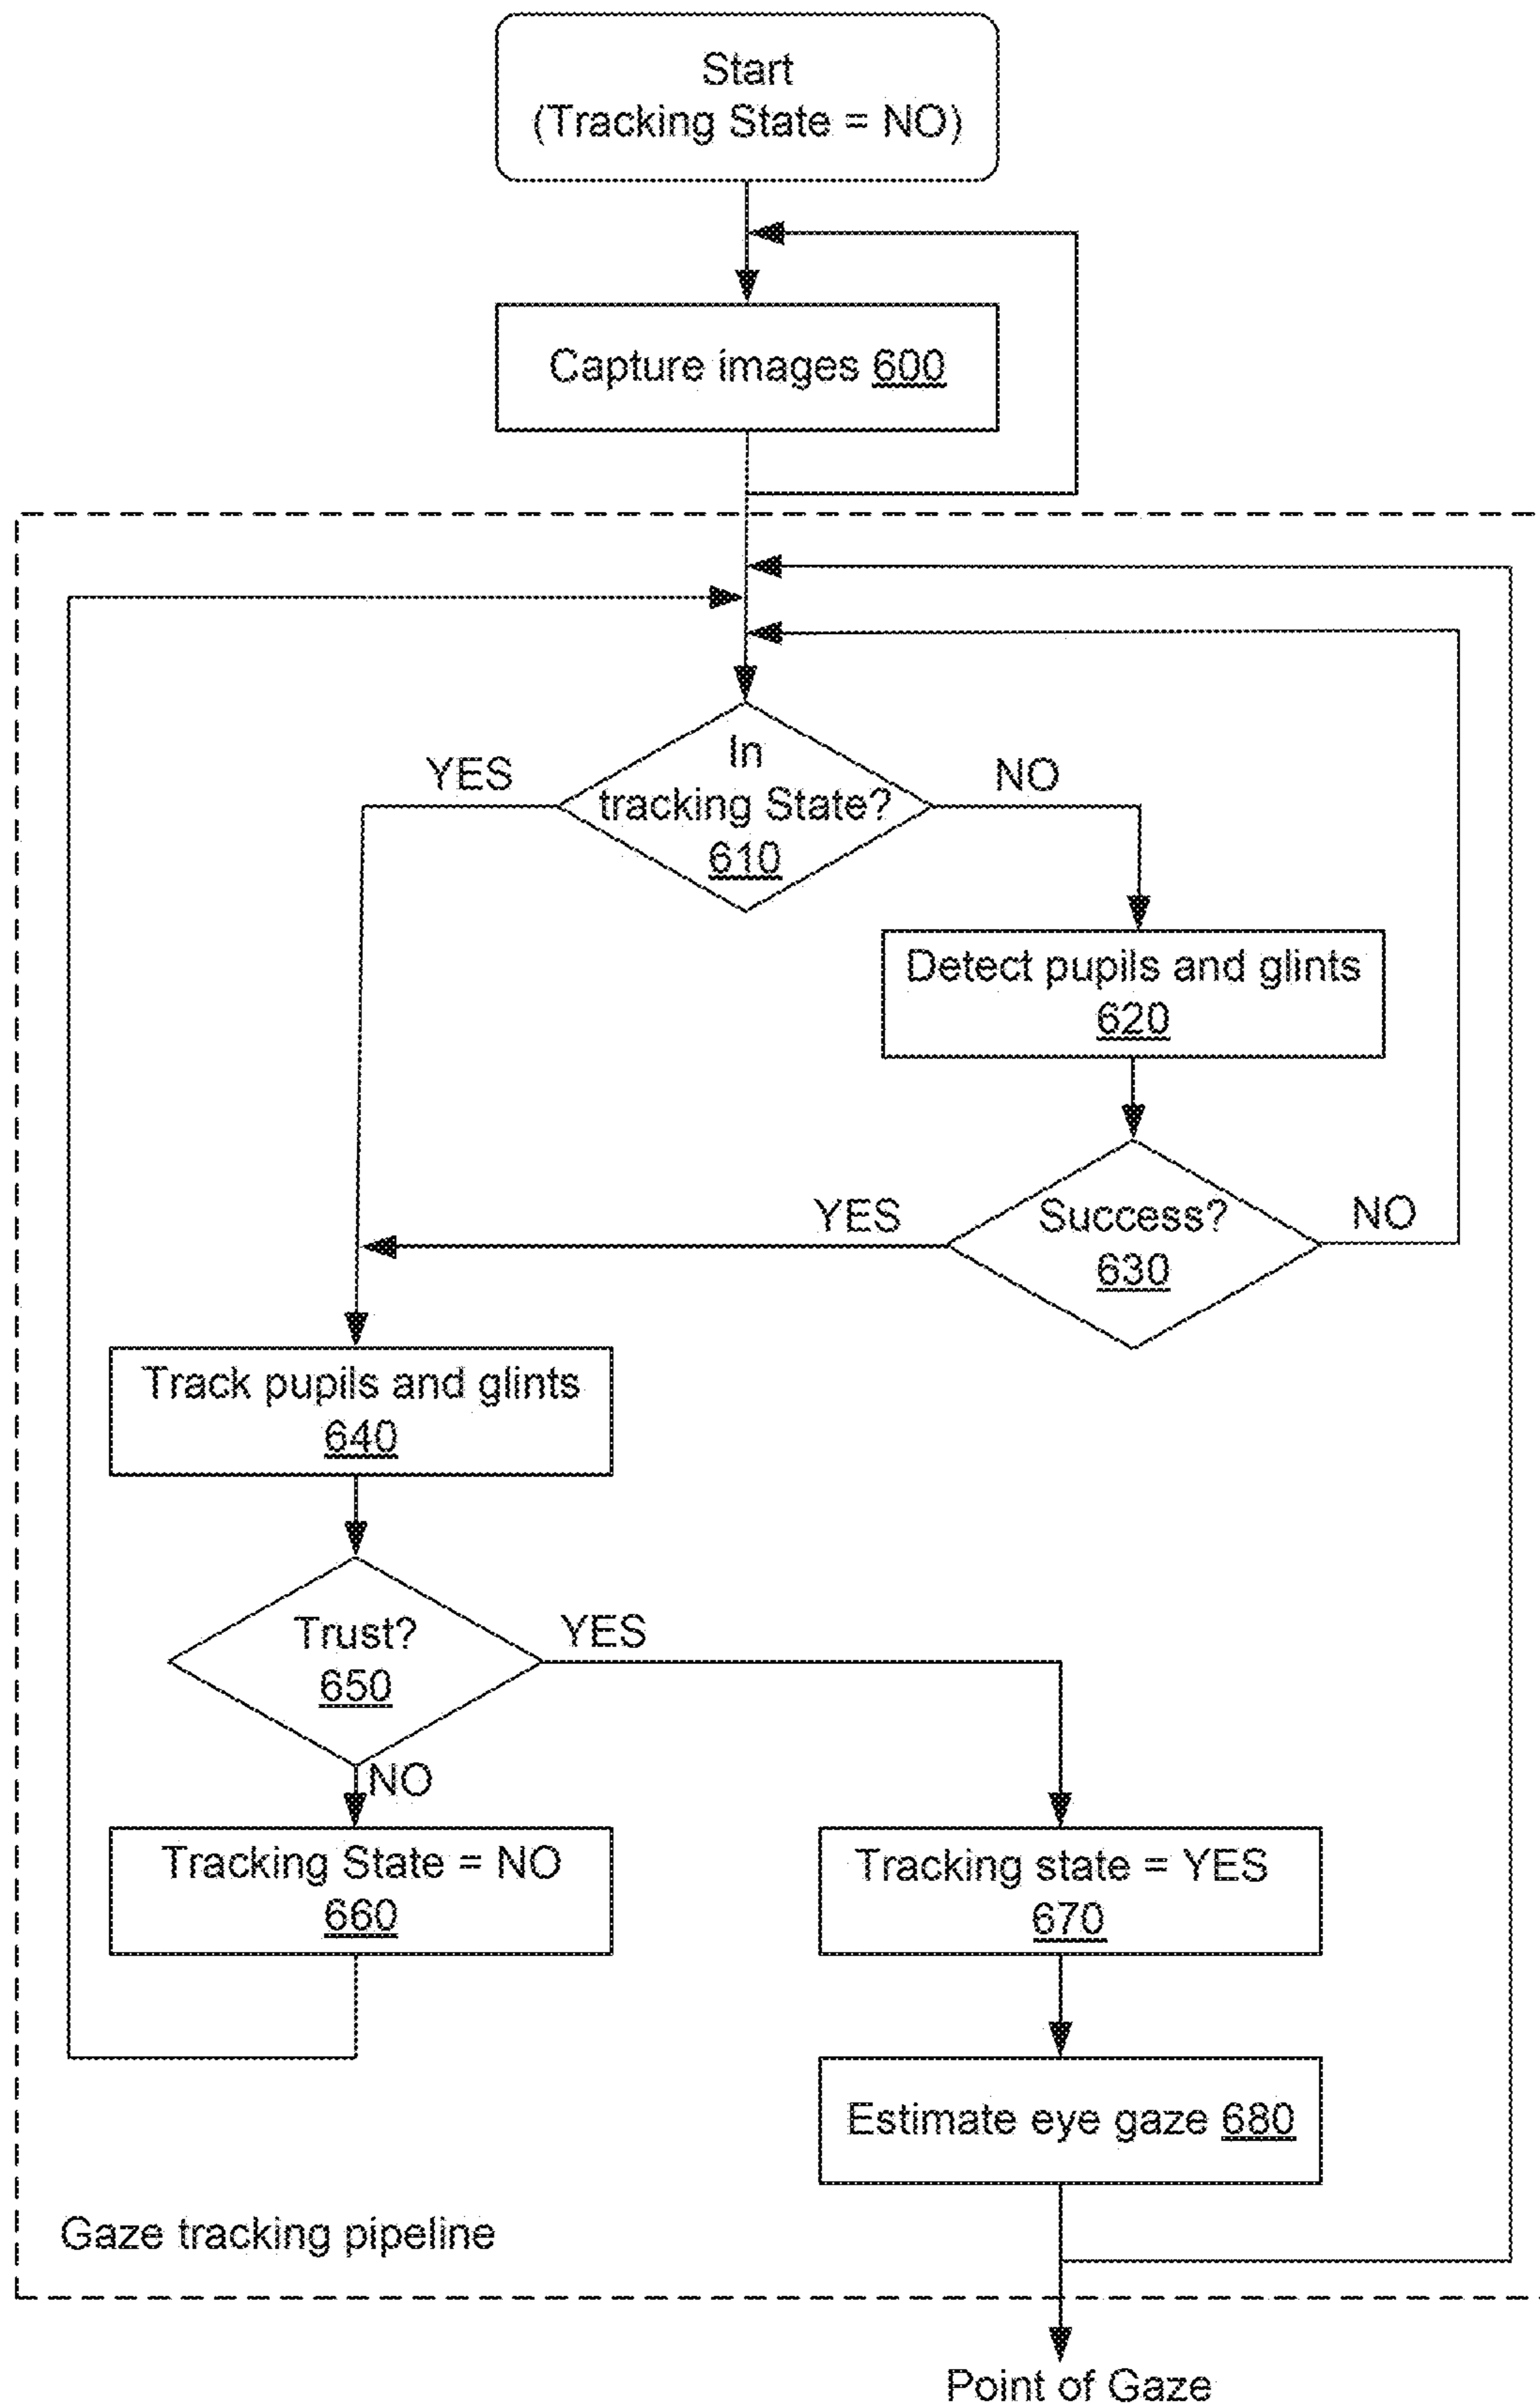 Start
(Tracking State = NO)
Capture images 600
In
tracking State?
610
YES
NO
Detect pupils and glints
620
Success?
630
YES
NO
Track pupils and glints
640
Trust?
650
YES
NO
Tracking State = NO
660
Tracking state = YES
670
Estimate eye gaze 680
Gaze tracking pipeline
Point of Gaze